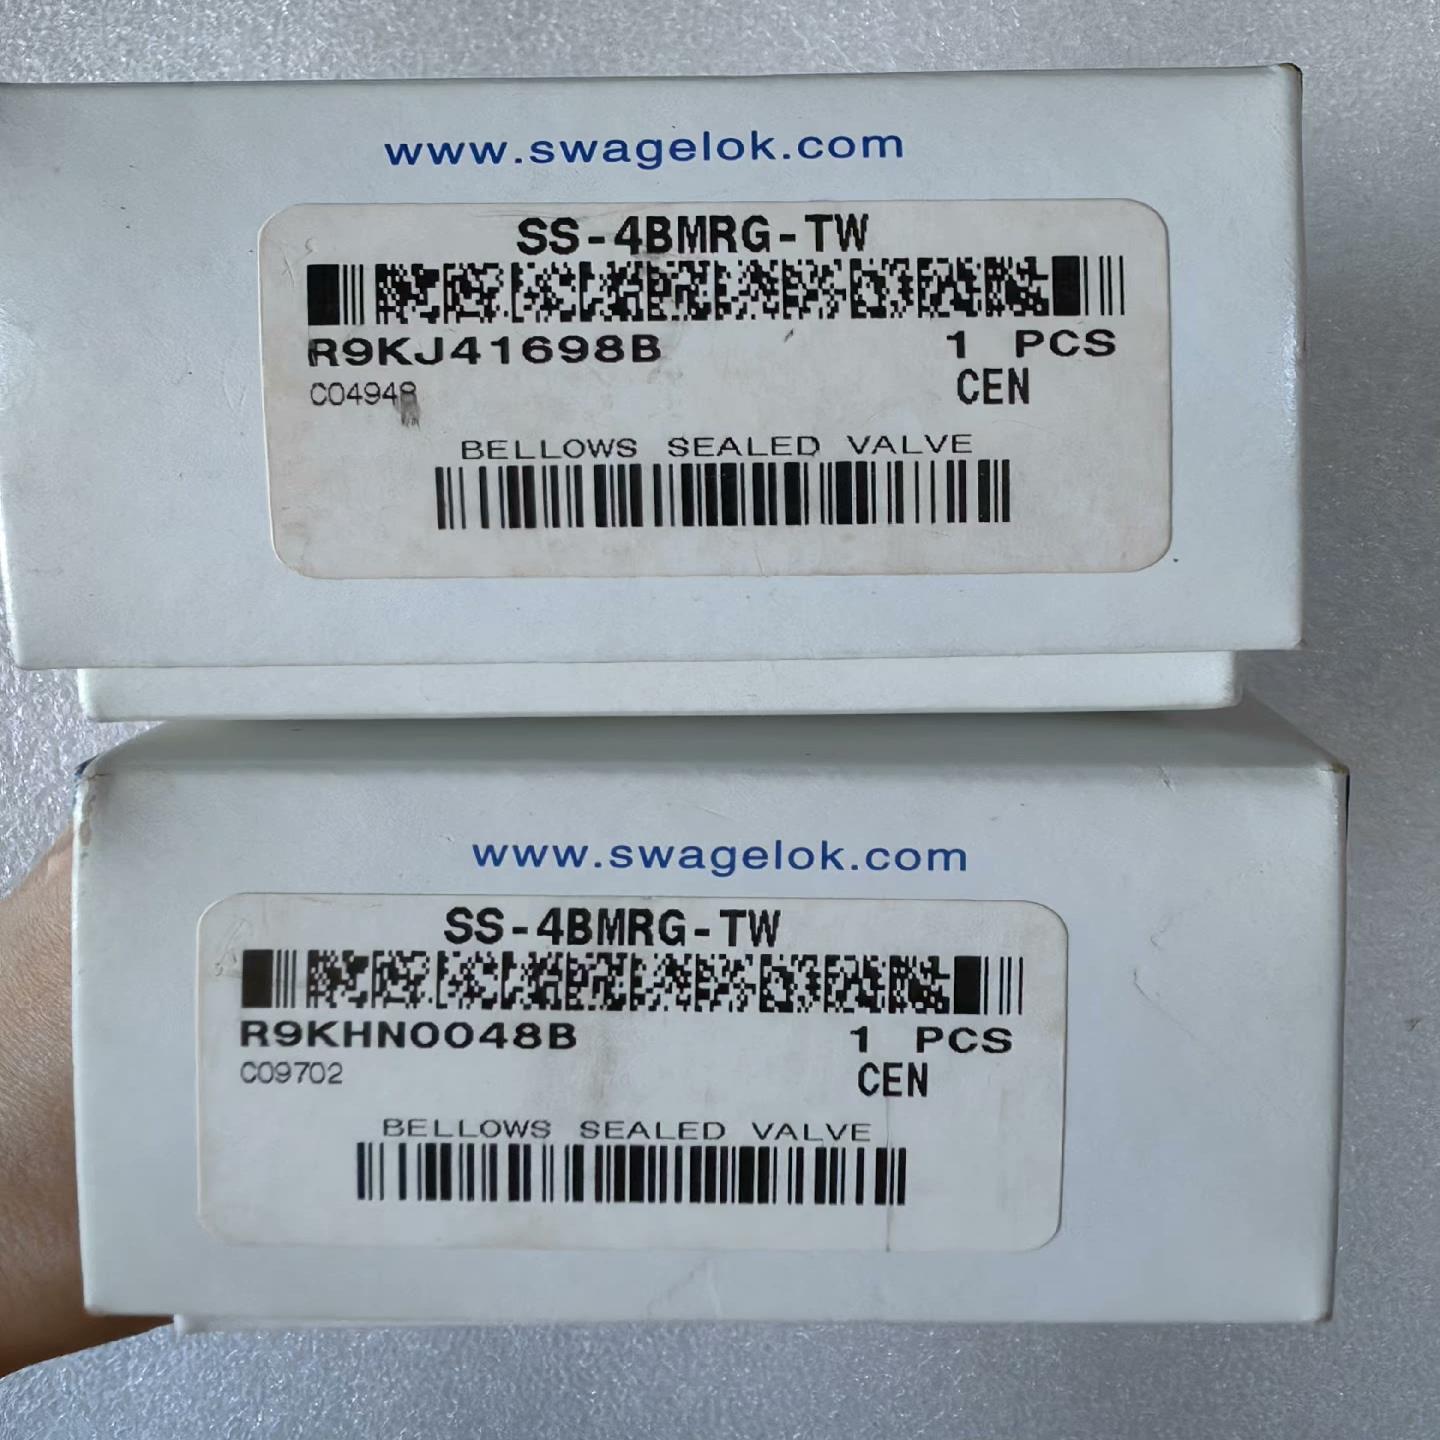 www.swagelok.com
SS-4BMRG-TW
R9KJ41698B 1 PCS
C04948 CEN
BELLOWS SEALED VALVE
www.swagelok.com
SS-4BMRG-TW
R9KHN0048B 1 PCS
C09702 CEN
BELLOWS SEALED VALVE